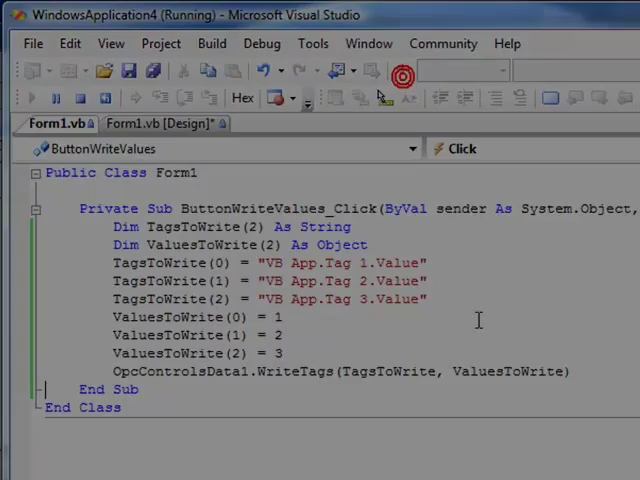 WindowsApplication4 (Running) - Microsoft Visual Studio
File Edit View Project Build Debug Tools Window Community Help
Hex
Form1.vb Form1.vb [Design]*
ButtonWriteValues Click
Public Class Form1
Private Sub ButtonWriteValues_Click(ByVal sender As System.Object,
Dim TagsToWrite(2) As String
Dim ValuesToWrite(2) As Object
TagsToWrite(0) = "VB App.Tag 1.Value"
TagsToWrite(1) = "VB App.Tag 2.Value"
TagsToWrite(2) = "VB App.Tag 3.Value"
ValuesToWrite(0) = 1
ValuesToWrite(1) = 2
ValuesToWrite(2) = 3
OpcControlsData1.WriteTags(TagsToWrite, ValuesToWrite)
End Sub
End Class